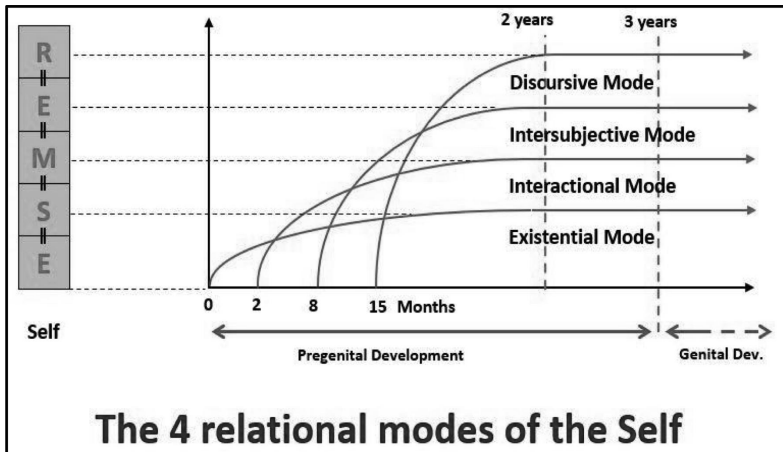 2 years 3 years
R
E
M
S
E
Discursive Mode
Intersubjective Mode
Interactional Mode
Existential Mode
0 2 8 15 Months
Self
Pregenital Development
Genital Dev.
The 4 relational modes of the Self